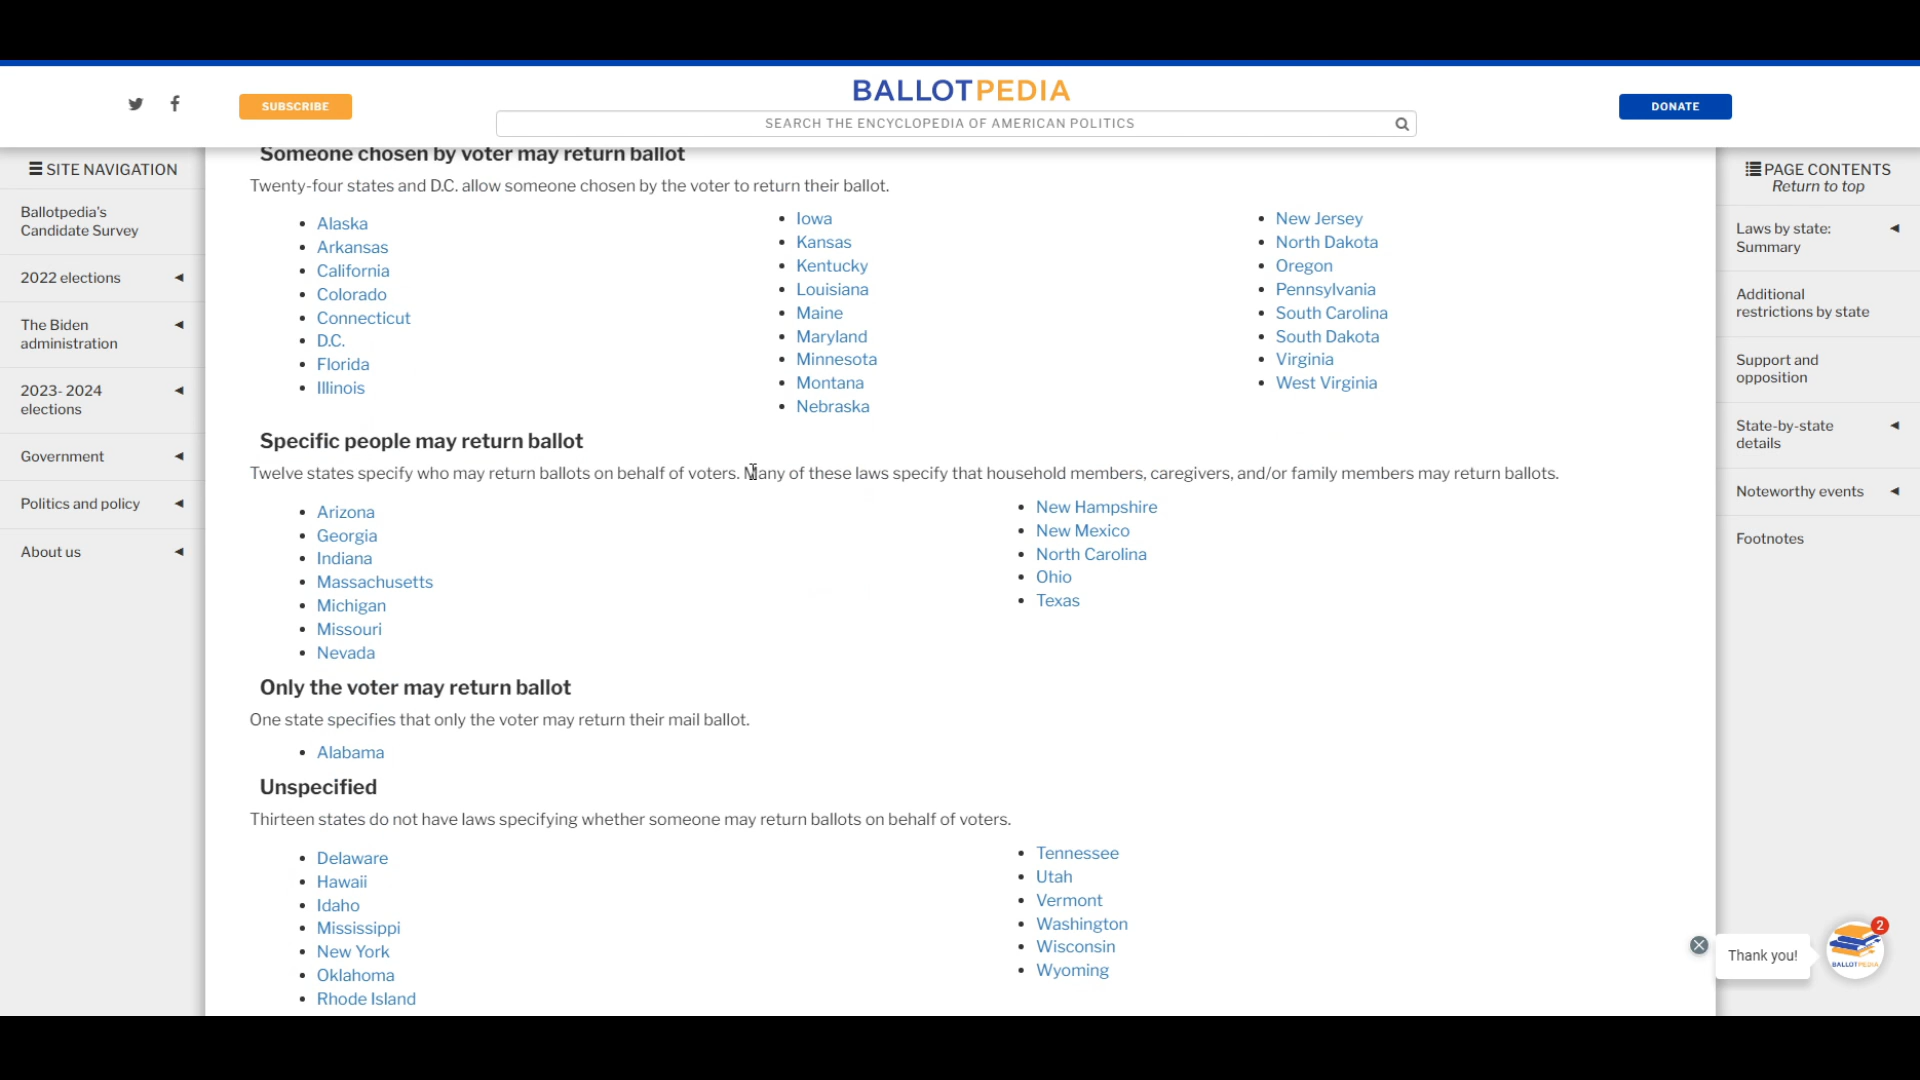 SUBSCRIBE
BALLOTPEDIA
SEARCH THE ENCYCLOPEDIA OF AMERICAN POLITICS
DONATE
SITE NAVIGATION
Ballotpedia's
Candidate Survey
2022 elections
The Biden
administration
2023- 2024
elections
Government
Politics and policy
About us
Someone chosen by voter may return ballot
Twenty-four states and D.C. allow someone chosen by the voter to return their ballot.
Alaska
Arkansas
California
Colorado
Connecticut
D.C.
Florida
Illinois
Iowa
Kansas
Kentucky
Louisiana
Maine
Maryland
Minnesota
Montana
Nebraska
New Jersey
North Dakota
Oregon
Pennsylvania
South Carolina
South Dakota
Virginia
West Virginia
Specific people may return ballot
Twelve states specify who may return ballots on behalf of voters. Many of these laws specify that household members, caregivers, and/or family members may return ballots.
Arizona
Georgia
Indiana
Massachusetts
Michigan
Missouri
Nevada
New Hampshire
New Mexico
North Carolina
Ohio
Texas
Only the voter may return ballot
One state specifies that only the voter may return their mail ballot.
Alabama
Unspecified
Thirteen states do not have laws specifying whether someone may return ballots on behalf of voters.
Delaware
Hawaii
Idaho
Mississippi
New York
Oklahoma
Rhode Island
Tennessee
Utah
Vermont
Washington
Wisconsin
Wyoming
PAGE CONTENTS
Return to top
Laws by state:
Summary
Additional
restrictions by state
Support and
opposition
State-by-state
details
Noteworthy events
Footnotes
Thank you!
2
BALLOTPEDIA